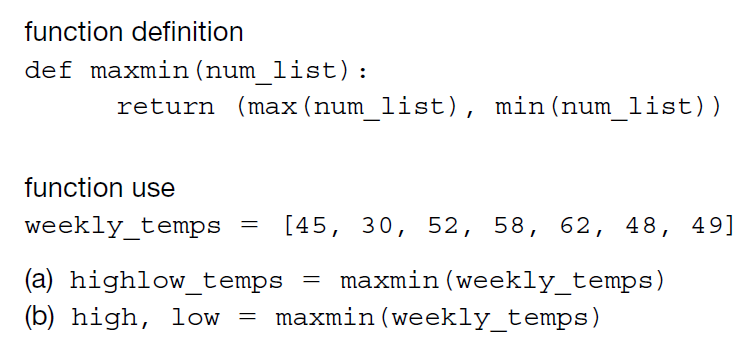 function definition
def maxmin(num_list):
return (max(num_list), min(num_list))
function use
weekly_temps = [45, 30, 52, 58, 62, 48, 49]
(a) highlow_temps = maxmin(weekly_temps)
(b) high, low = maxmin(weekly_temps)